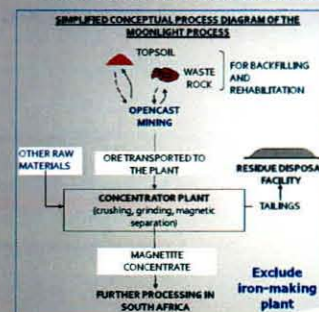 SIMPLIFIED CONCEPTUAL PROCESS DIAGRAM OF THE
MOONLIGHT PROCESS
TOPSOIL
WASTE
ROCK
FOR BACKFILLING
AND
REHABILITATION
OPENCAST
MINING
OTHER RAW
MATERIALS
ORE TRANSPORTED TO
THE PLANT
RESIDUE DISPOSA
FACILITY
CONCENTRATOR PLANT
(crushing, grinding, magnetic
separation)
TAILINGS
MAGNETITE
CONCENTRATE
Exclude
iron-making
plant
FURTHER PROCESSING IN
SOUTH AFRICA